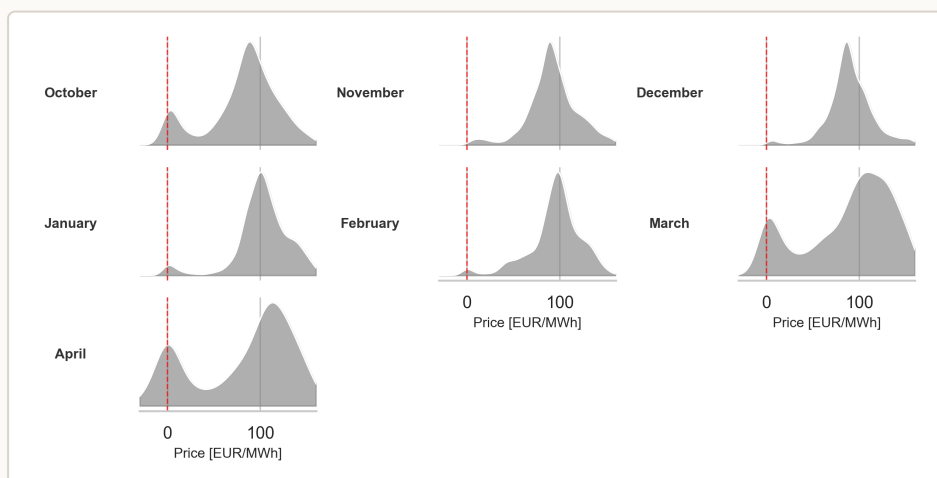 October
November
December
January
February
March
0
100
Price [EUR/MWh]
0
100
Price [EUR/MWh]
April
0
100
Price [EUR/MWh]